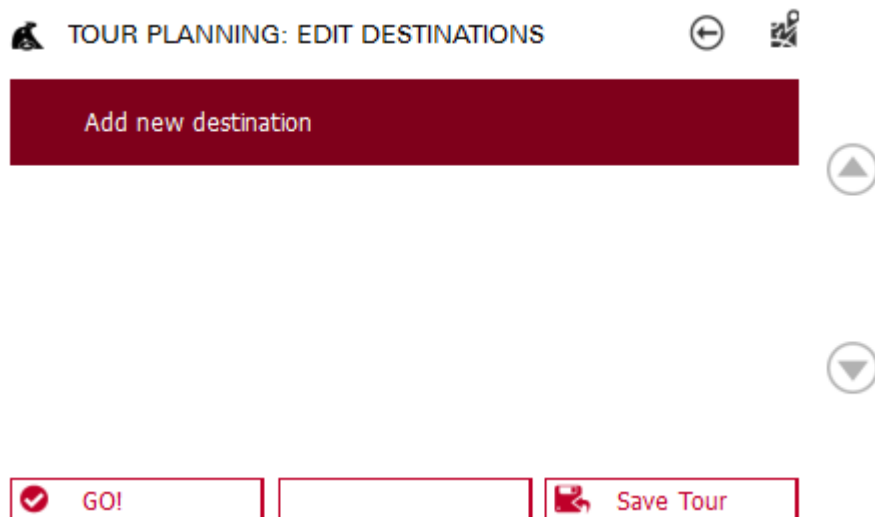 TOUR PLANNING: EDIT DESTINATIONS
Add new destination
GO!
Save Tour